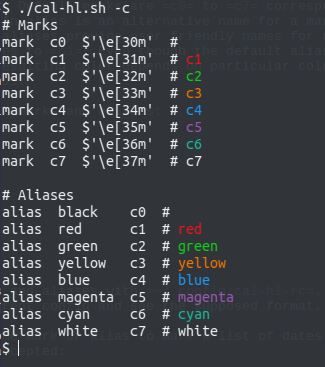 $ ./cal-hl.sh -c
# Marks
mark  c0  $'\e[30m'  #
mark  c1  $'\e[31m'  # c1
mark  c2  $'\e[32m'  # c2
mark  c3  $'\e[33m'  # c3
mark  c4  $'\e[34m'  # c4
mark  c5  $'\e[35m'  # c5
mark  c6  $'\e[36m'  # c6
mark  c7  $'\e[37m'  # c7

# Aliases
alias  black    c0  #
alias  red      c1  # red
alias  green    c2  # green
alias  yellow   c3  # yellow
alias  blue     c4  # blue
alias  magenta  c5  # magenta
alias  cyan     c6  # cyan
alias  white    c7  # white
$